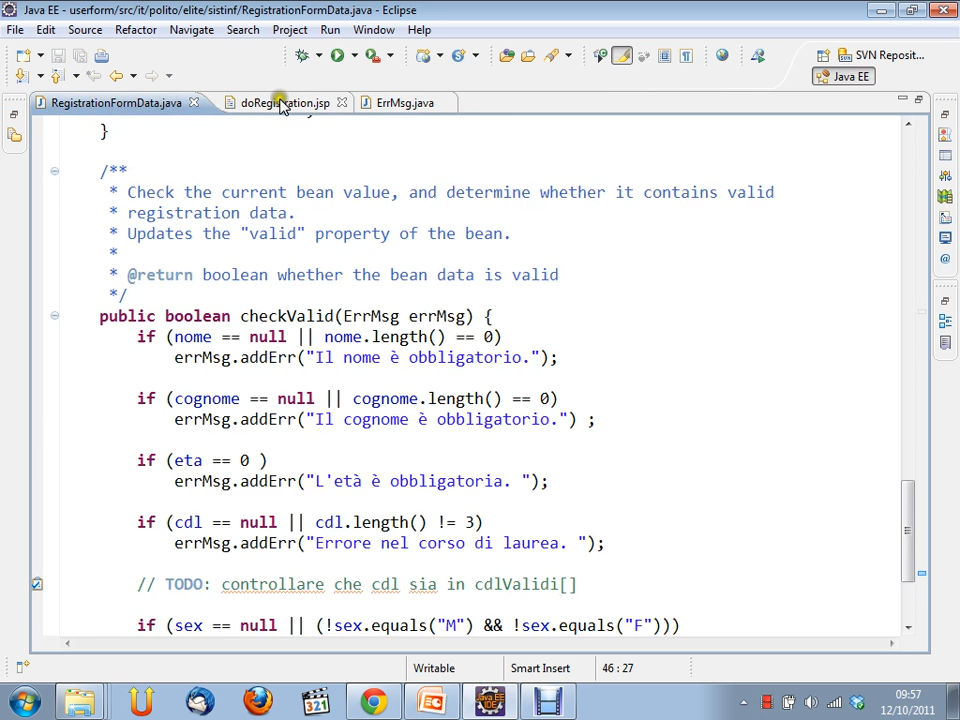 Java EE - userform/src/it/polito/elite/sistinf/RegistrationFormData.java - Eclipse
File Edit Source Refactor Navigate Search Project Run Window Help
SVN Reposit...
Java EE
RegistrationFormData.java doRegistration.jsp ErrMsg.java
}
/**
* Check the current bean value, and determine whether it contains valid
* registration data.
* Updates the "valid" property of the bean.
*
* @return boolean whether the bean data is valid
*/
public boolean checkValid(ErrMsg errMsg) {
if (nome == null || nome.length() == 0)
errMsg.addErr("Il nome è obbligatorio.");
if (cognome == null || cognome.length() == 0)
errMsg.addErr("Il cognome è obbligatorio.") ;
if (eta == 0 )
errMsg.addErr("L'età è obbligatoria. ");
if (cdl == null || cdl.length() != 3)
errMsg.addErr("Errore nel corso di laurea. ");
// TODO: controllare che cdl sia in cdlValidi[]
if (sex == null || (!sex.equals("M") && !sex.equals("F")))
Writable Smart Insert 46 : 27
321
Java EE IDE
09:57
12/10/2011